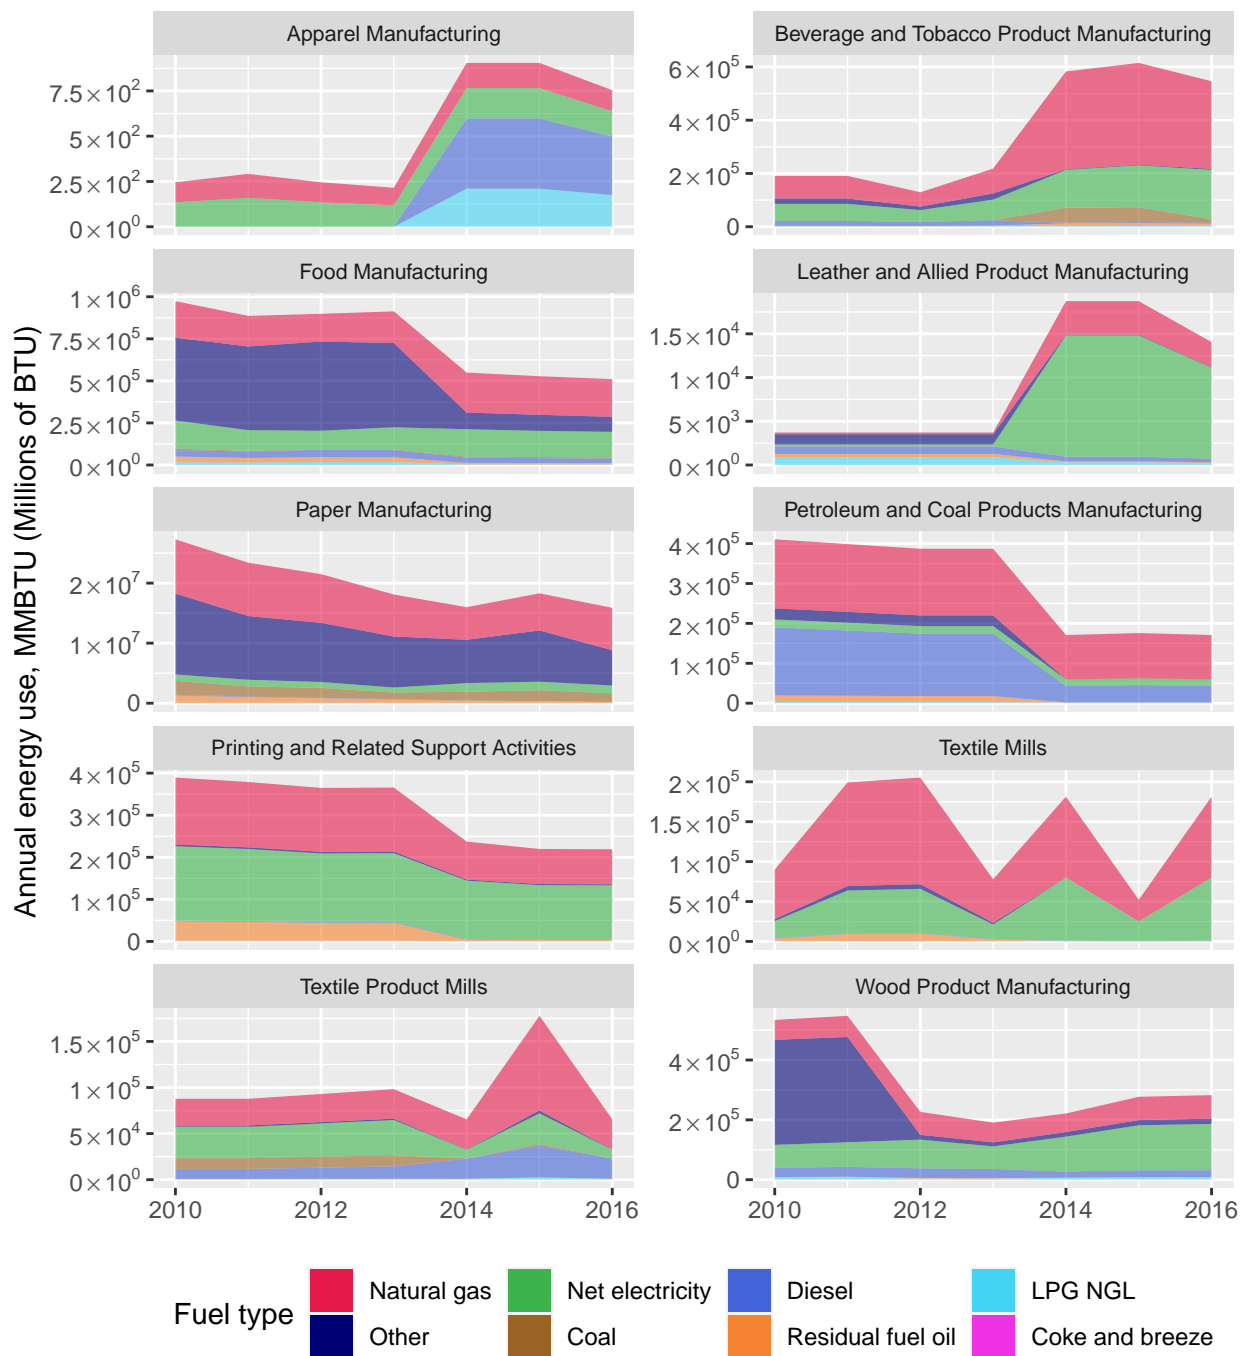 Apparel Manufacturing
7.5×10²
5×10²
2.5×10²
0×10⁰
Beverage and Tobacco Product Manufacturing
6×10⁵
4×10⁵
2×10⁵
0
Food Manufacturing
1×10⁶
7.5×10⁵
5×10⁵
2.5×10⁵
0×10⁰
Leather and Allied Product Manufacturing
1.5×10⁴
1×10⁴
5×10³
0×10⁰
Annual energy use, MMBTU (Millions of BTU)
Paper Manufacturing
2×10⁷
1×10⁷
0
Petroleum and Coal Products Manufacturing
4×10⁵
3×10⁵
2×10⁵
1×10⁵
0
Printing and Related Support Activities
4×10⁵
3×10⁵
2×10⁵
1×10⁵
0
Textile Mills
2×10⁵
1.5×10⁵
1×10⁵
5×10⁴
0×10⁰
Textile Product Mills
1.5×10⁵
1×10⁵
5×10⁴
0×10⁰
2010 2012 2014 2016
Wood Product Manufacturing
4×10⁵
2×10⁵
0
2010 2012 2014 2016
Fuel type
Natural gas Net electricity Diesel LPG NGL
Other Coal Residual fuel oil Coke and breeze